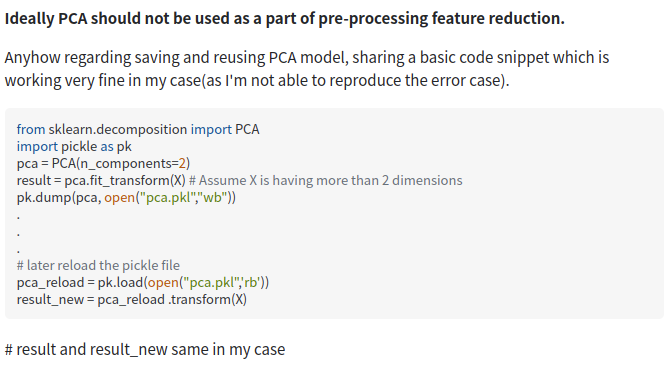 Ideally PCA should not be used as a part of pre-processing feature reduction.
Anyhow regarding saving and reusing PCA model, sharing a basic code snippet which is
working very fine in my case(as I'm not able to reproduce the error case).
from sklearn.decomposition import PCA
import pickle as pk
pca = PCA(n_components=2)
result = pca.fit_transform(X) # Assume X is having more than 2 dimensions
pk.dump(pca, open("pca.pkl","wb"))
.
.
.
# later reload the pickle file
pca_reload = pk.load(open("pca.pkl",'rb'))
result_new = pca_reload .transform(X)
# result and result_new same in my case